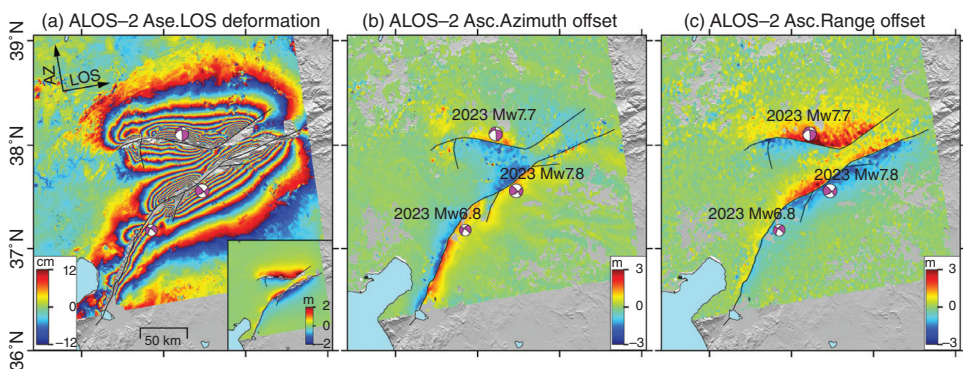 (a) ALOS–2 Ase.LOS deformation
(b) ALOS–2 Asc.Azimuth offset
(c) ALOS–2 Asc.Range offset
39°N
38°N
37°N
36°N
AZ
LOS
cm
12
0
−12
50 km
m
2
0
−2
2023 Mw7.7
2023 Mw7.8
2023 Mw6.8
m
3
0
−3
2023 Mw7.7
2023 Mw7.8
2023 Mw6.8
m
3
0
−3